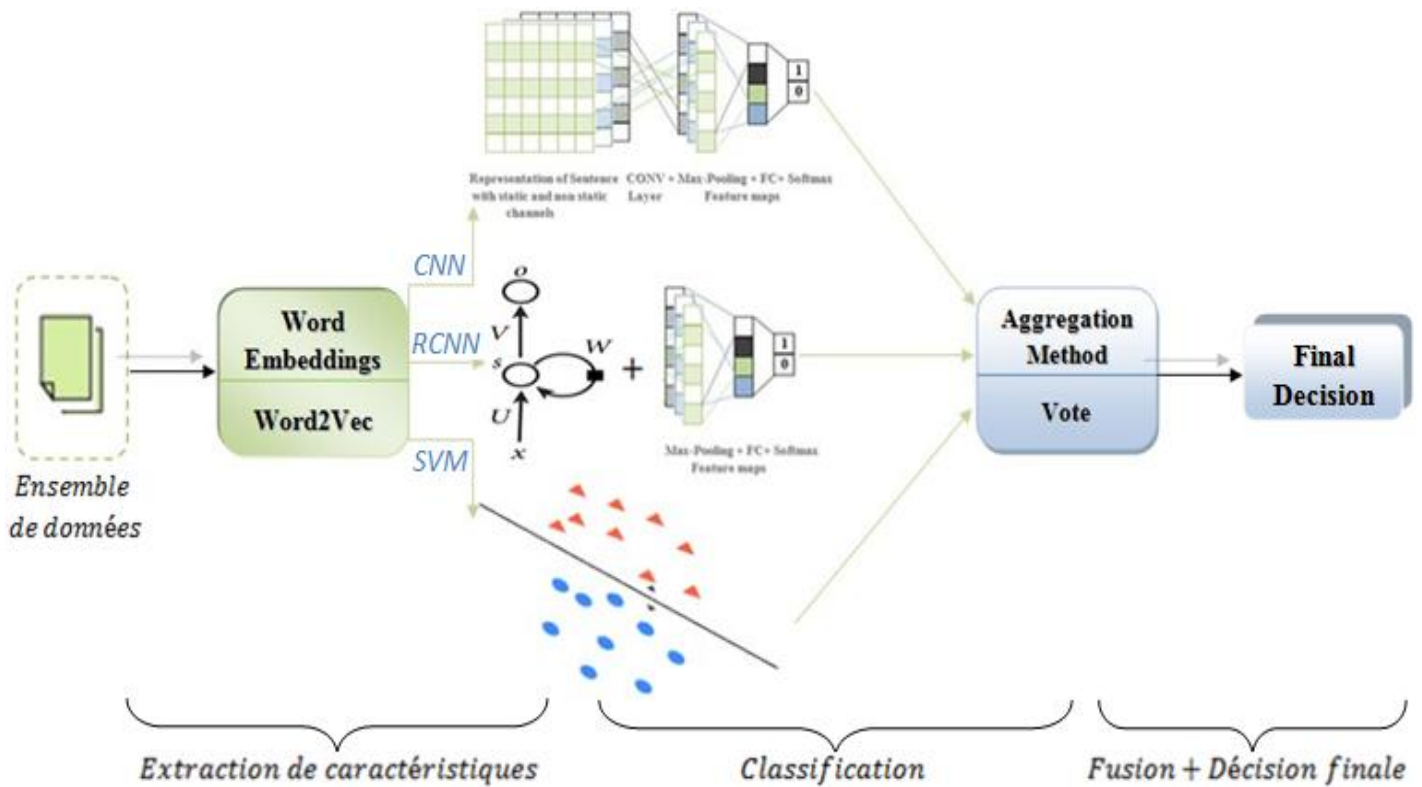 1
0
Representation of Sentence
with static and non static
channels
CONV + Max-Pooling + FC+ Softmax
Layer Feature maps
Ensemble
de données
Word
Embeddings
Word2Vec
CNN
RCNN
SVM
o
V
s
W
U
x
+
1
0
Max-Pooling + FC+ Softmax
Feature maps
Aggregation
Method
Vote
Final
Decision
Extraction de caractéristiques
Classification
Fusion + Décision finale